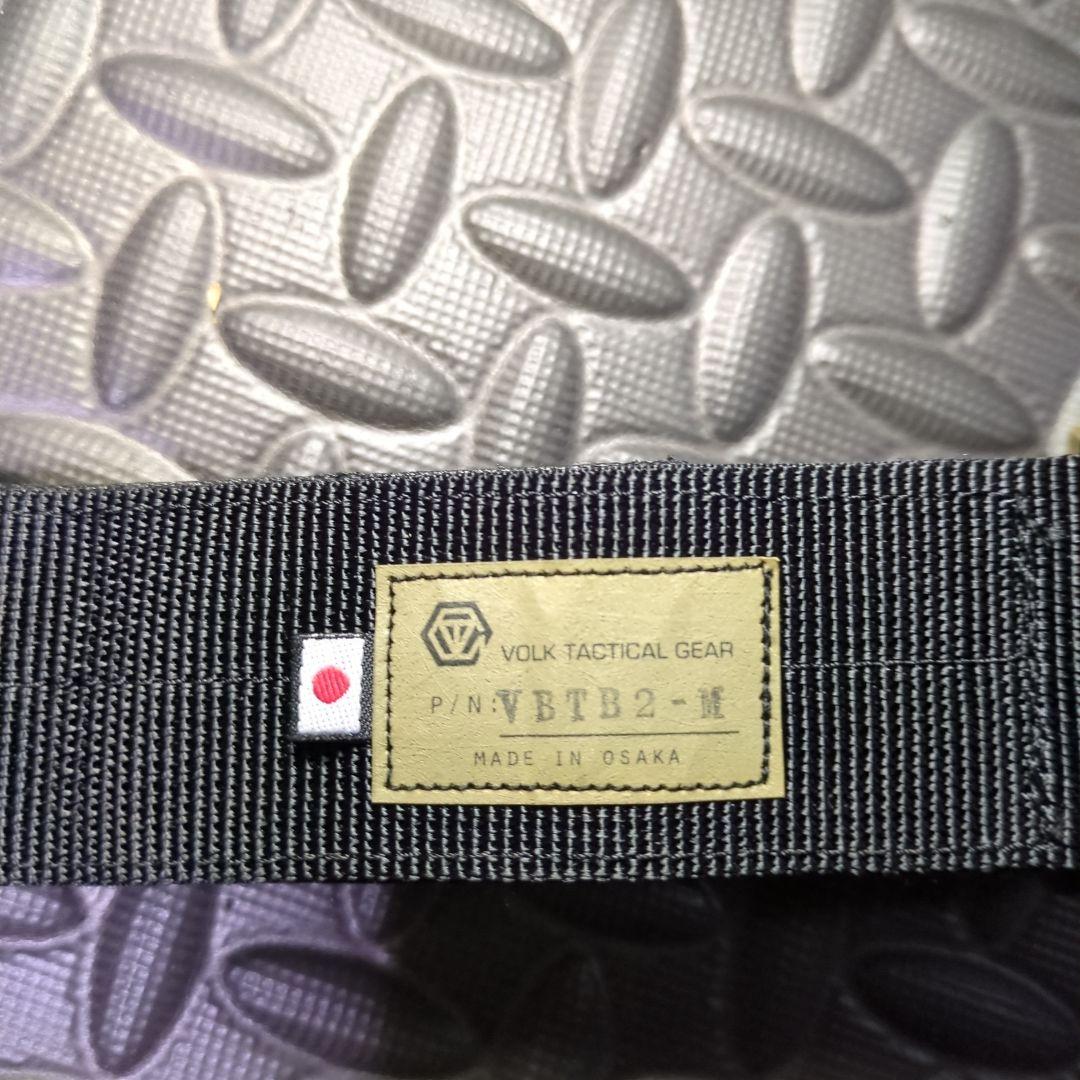 VOLK TACTICAL GEAR
P/N:VBTB2-M
MADE IN OSAKA